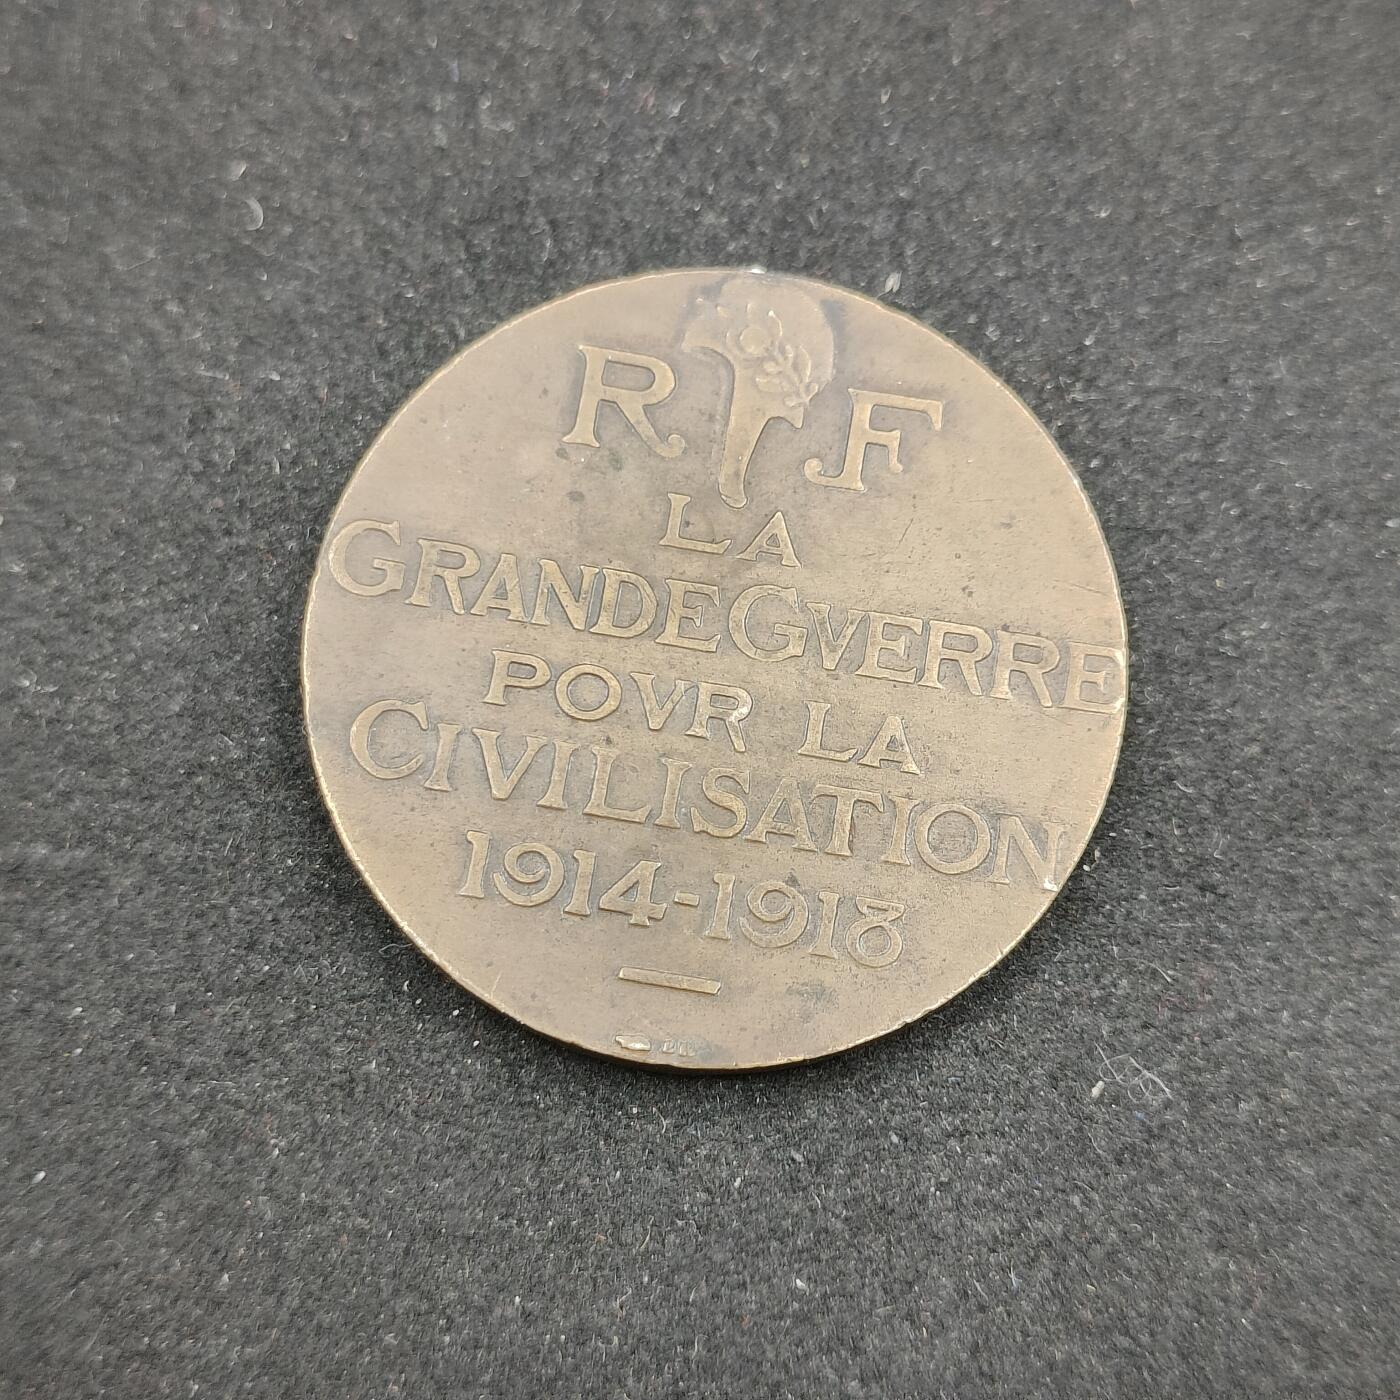 R F
LA
GRANDE GVERRE
POVR LA
CIVILISATION
1914-1918